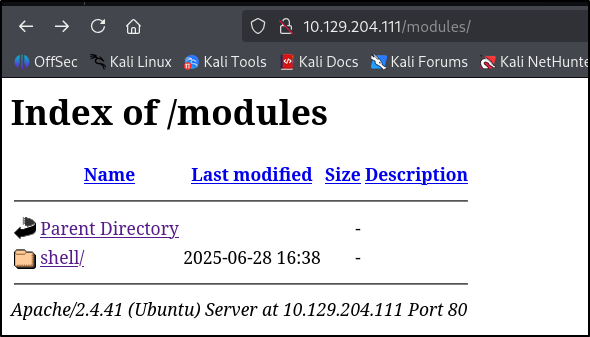 10.129.204.111/modules/
OffSec Kali Linux Kali Tools Kali Docs Kali Forums Kali NetHunte
Index of /modules
Name Last modified Size Description
Parent Directory -
shell/ 2025-06-28 16:38 -
Apache/2.4.41 (Ubuntu) Server at 10.129.204.111 Port 80